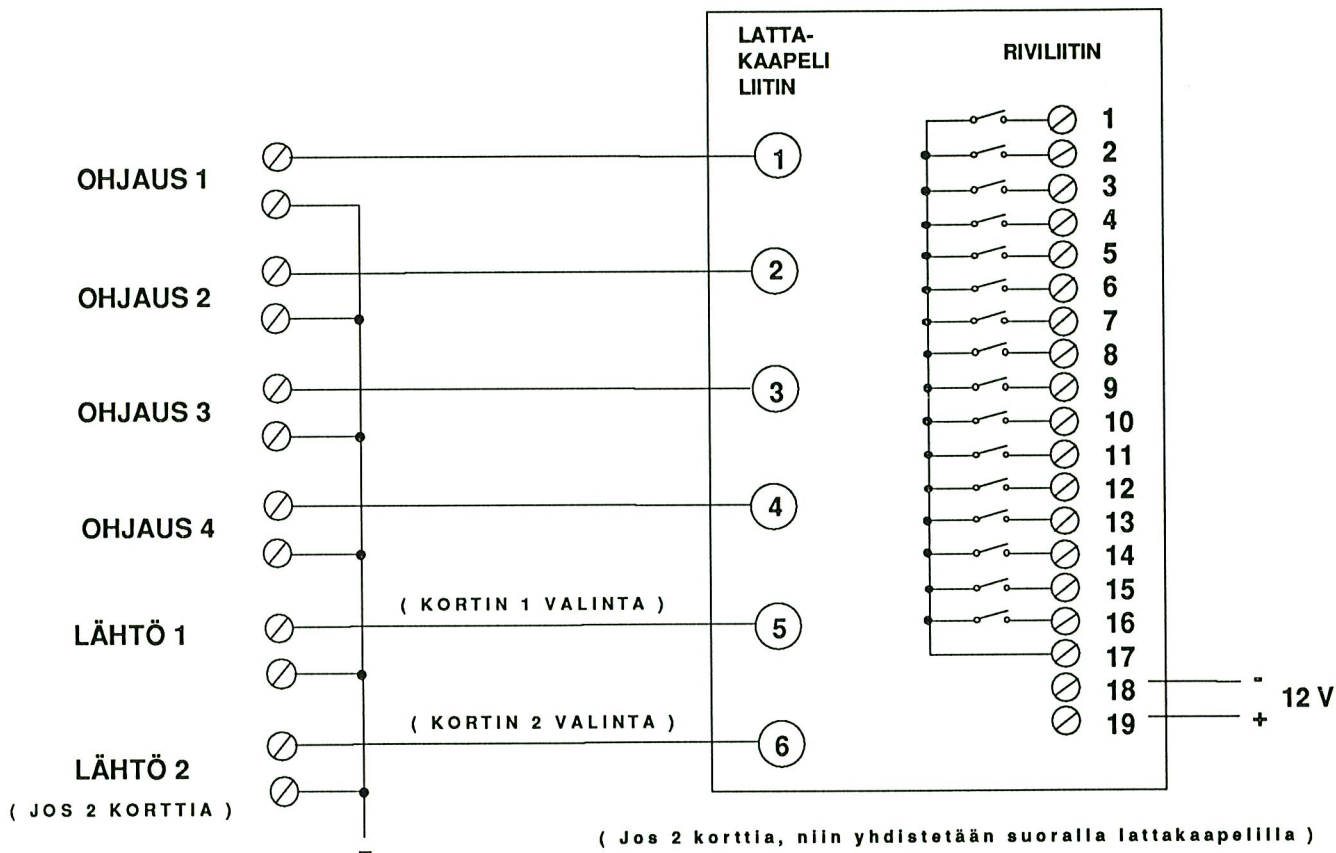 LATTA-
KAAPELI
LIITIN
RIVILIITIN
OHJAUS 1
OHJAUS 2
OHJAUS 3
OHJAUS 4
LÄHTÖ 1
LÄHTÖ 2
( JOS 2 KORTTIA )
( KORTIN 1 VALINTA )
( KORTIN 2 VALINTA )
1
2
3
4
5
6
1
2
3
4
5
6
7
8
9
10
11
12
13
14
15
16
17
18
19
-
+
12 V
( Jos 2 korttia, niin yhdistetään suoralla lattakaapelilla )